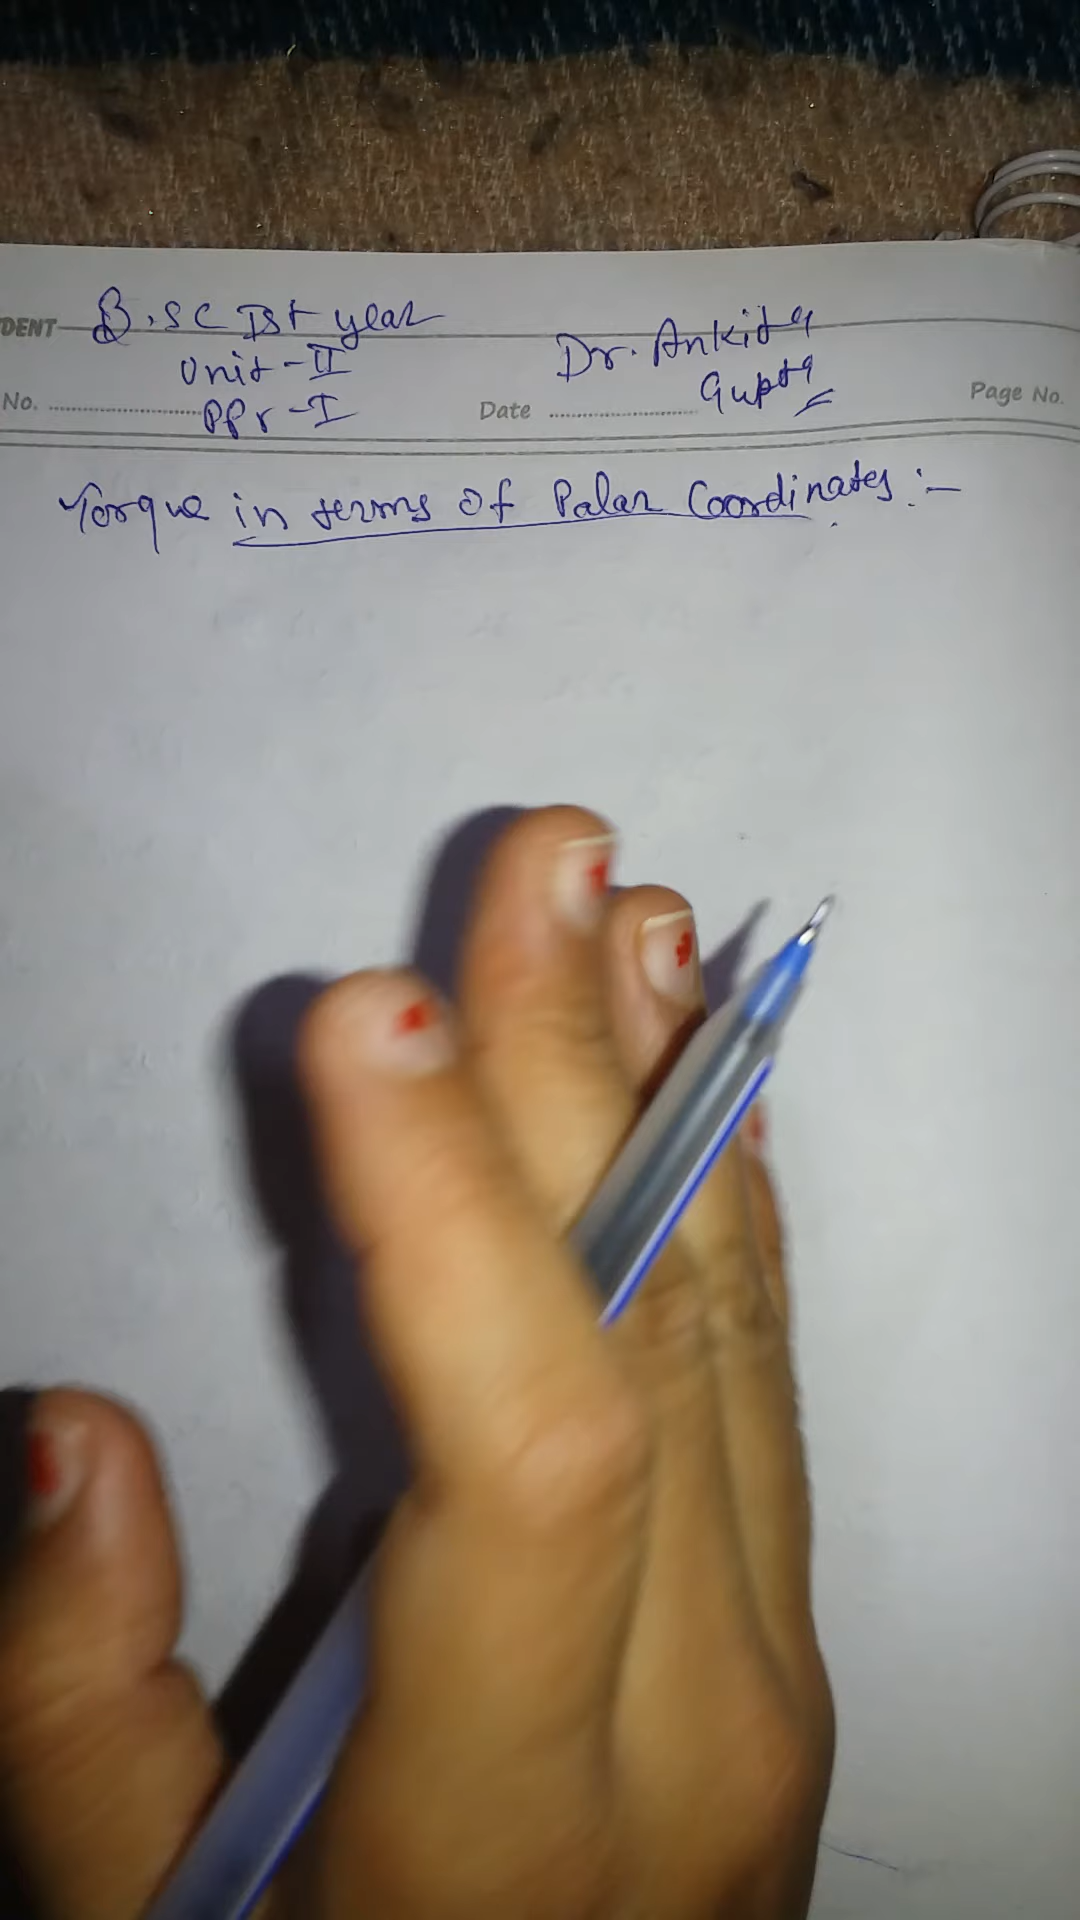 B.SC Ist year
Unit-II
PPr-I
Dr. Ankita
Gupta
DENT
No.
Date
Page No.
Torque in terms of Polar Coordinates :-